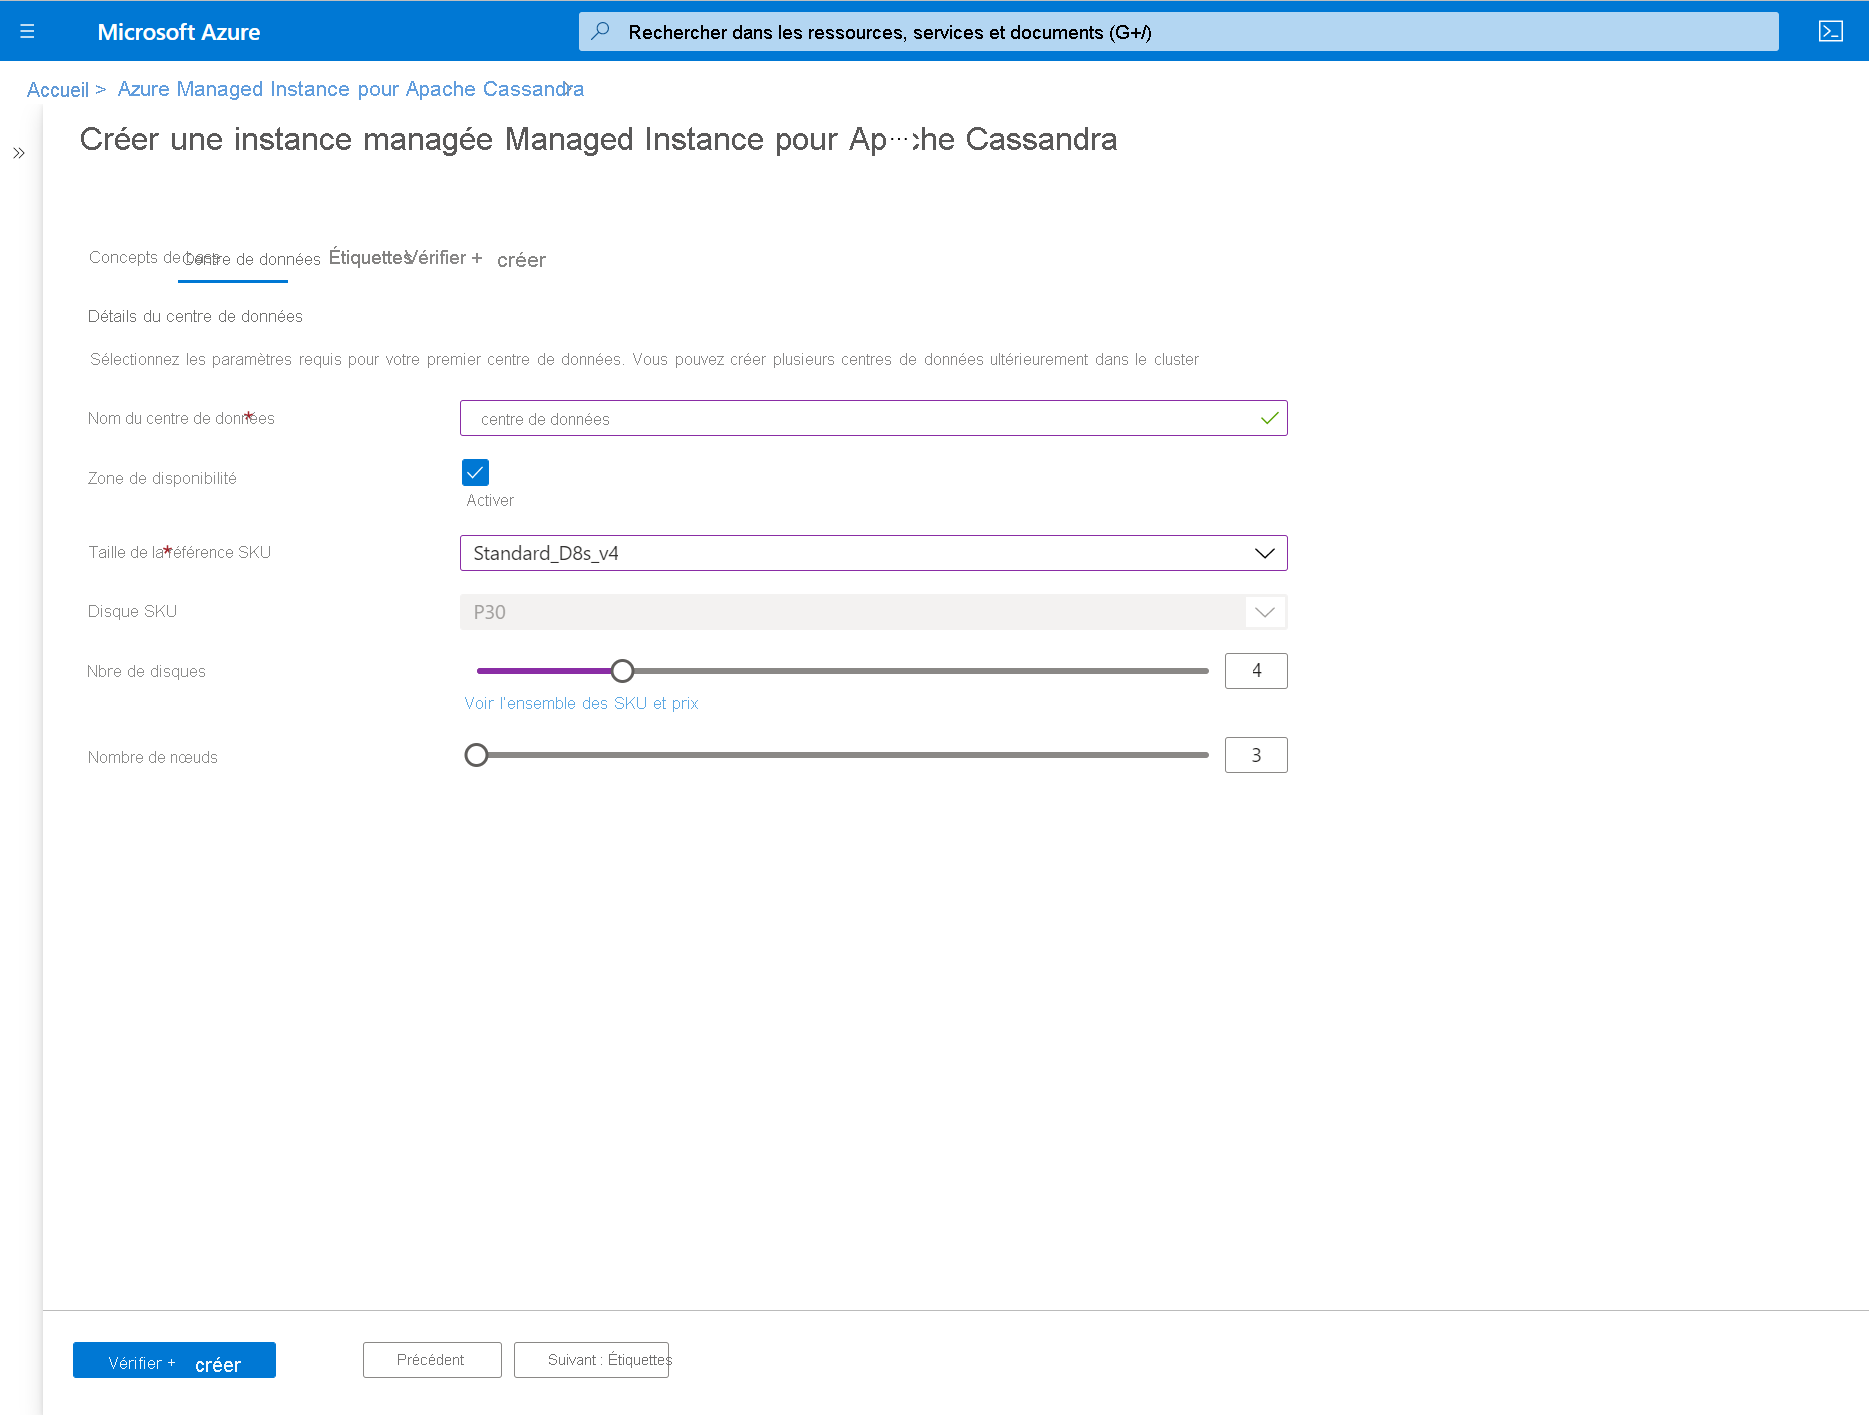 Microsoft Azure
Rechercher dans les ressources, services et documents (G+/)
Accueil > Azure Managed Instance pour Apache Cassandra >
Créer une instance managée Managed Instance pour Apache Cassandra ...
Concepts de base Centre de données Étiquettes Vérifier + créer
Détails du centre de données
Sélectionnez les paramètres requis pour votre premier centre de données. Vous pouvez créer plusieurs centres de données ultérieurement dans le cluster
Nom du centre de données * centre de données
Zone de disponibilité
Activer
Taille de la référence SKU * Standard_D8s_v4
Disque SKU P30
Nbre de disques 4
Voir l'ensemble des SKU et prix
Nombre de nœuds 3
Vérifier + créer Précédent Suivant : Étiquettes